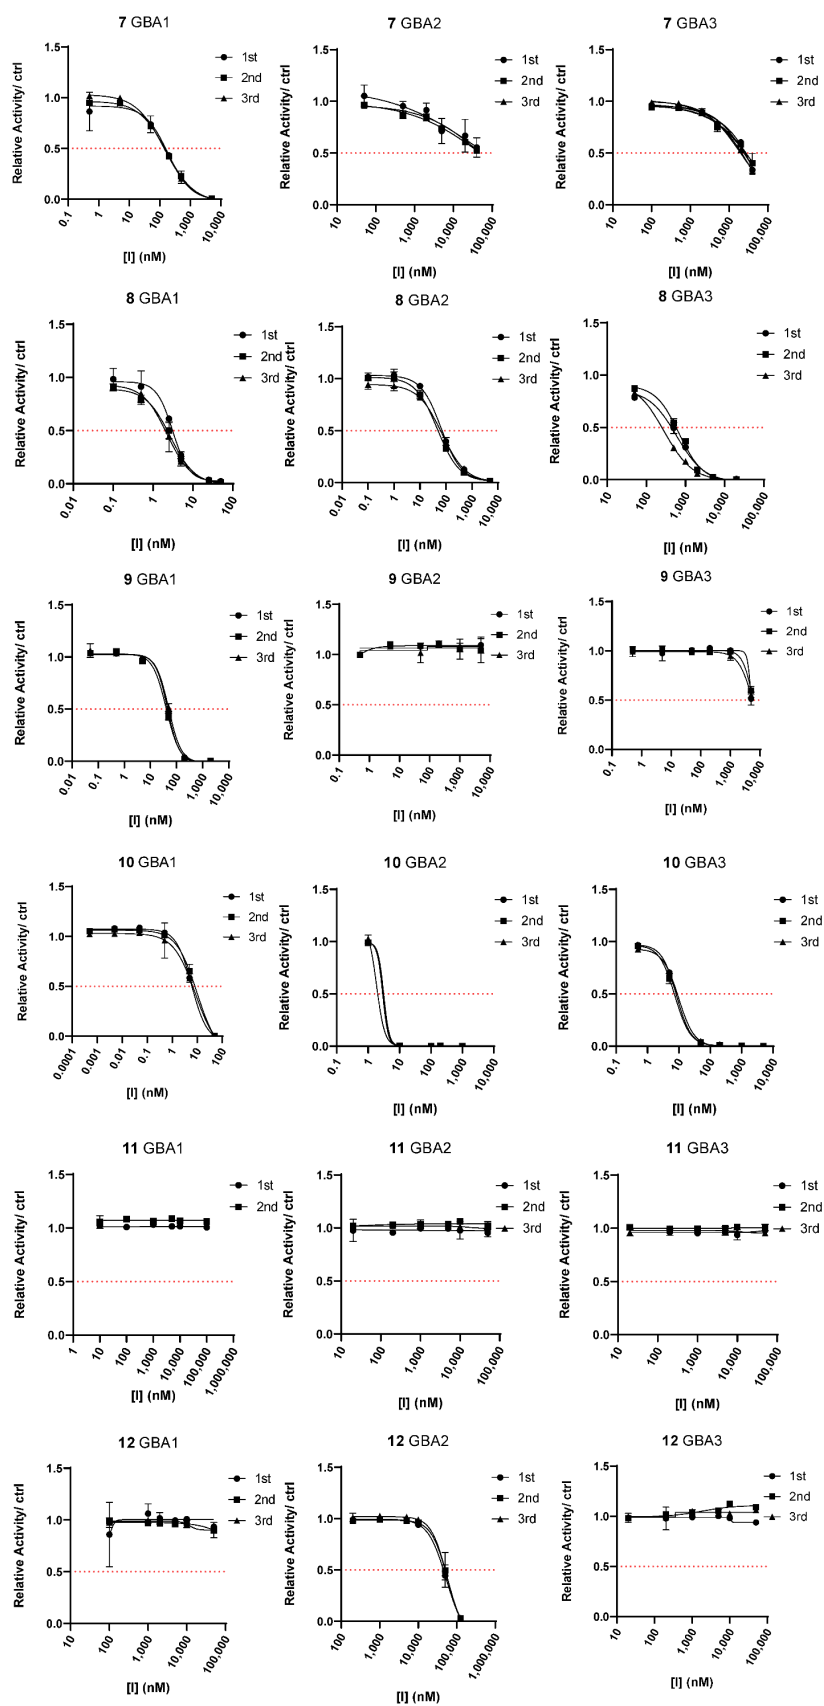 7 GBA1
7 GBA2
7 GBA3
Relative Activity/ ctrl
1.5
1.0
0.5
0.0
0.1
1
10
100
1,000
10,000
[I] (nM)
1st
2nd
3rd
Relative Activity/ ctrl
1.5
1.0
0.5
0.0
10
100
1,000
10,000
100,000
[I] (nM)
1st
2nd
3rd
Relative Activity/ ctrl
1.5
1.0
0.5
0.0
10
100
1,000
10,000
100,000
[I] (nM)
1st
2nd
3rd
8 GBA1
8 GBA2
8 GBA3
Relative Activity/ ctrl
1.5
1.0
0.5
0.0
0.01
0.1
1
10
100
[I] (nM)
1st
2nd
3rd
Relative Activity/ ctrl
1.5
1.0
0.5
0.0
0.01
0.1
1
10
100
1,000
10,000
[I] (nM)
1st
2nd
3rd
Relative Activity/ ctrl
1.5
1.0
0.5
0.0
10
100
1,000
10,000
100,000
[I] (nM)
1st
2nd
3rd
9 GBA1
9 GBA2
9 GBA3
Relative Activity/ ctrl
1.5
1.0
0.5
0.0
0.01
0.1
1
10
100
1,000
10,000
[I] (nM)
1st
2nd
3rd
Relative Activity/ ctrl
1.5
1.0
0.5
0.0
0.1
1
10
100
1,000
10,000
[I] (nM)
1st
2nd
3rd
Relative Activity/ ctrl
1.5
1.0
0.5
0.0
0.1
1
10
100
1,000
10,000
[I] (nM)
1st
2nd
3rd
10 GBA1
10 GBA2
10 GBA3
Relative Activity/ ctrl
1.5
1.0
0.5
0.0
0.0001
0.001
0.01
0.1
1
10
100
[I] (nM)
1st
2nd
3rd
Relative Activity/ ctrl
1.5
1.0
0.5
0.0
0.1
1
10
100
1,000
10,000
[I] (nM)
1st
2nd
3rd
Relative Activity/ ctrl
1.5
1.0
0.5
0.0
0.1
1
10
100
1,000
10,000
[I] (nM)
1st
2nd
3rd
11 GBA1
11 GBA2
11 GBA3
Relative Activity/ ctrl
1.5
1.0
0.5
0.0
1
10
100
1,000
10,000
100,000
1,000,000
[I] (nM)
1st
2nd
Relative Activity/ ctrl
1.5
1.0
0.5
0.0
10
100
1,000
10,000
100,000
[I] (nM)
1st
2nd
3rd
Relative Activity/ ctrl
1.5
1.0
0.5
0.0
10
100
1,000
10,000
100,000
[I] (nM)
1st
2nd
3rd
12 GBA1
12 GBA2
12 GBA3
Relative Activity/ ctrl
1.5
1.0
0.5
0.0
10
100
1,000
10,000
100,000
[I] (nM)
1st
2nd
3rd
Relative Activity/ ctrl
1.5
1.0
0.5
0.0
100
1,000
10,000
100,000
1,000,000
[I] (nM)
1st
2nd
3rd
Relative Activity/ ctrl
1.5
1.0
0.5
0.0
10
100
1,000
10,000
100,000
[I] (nM)
1st
2nd
3rd